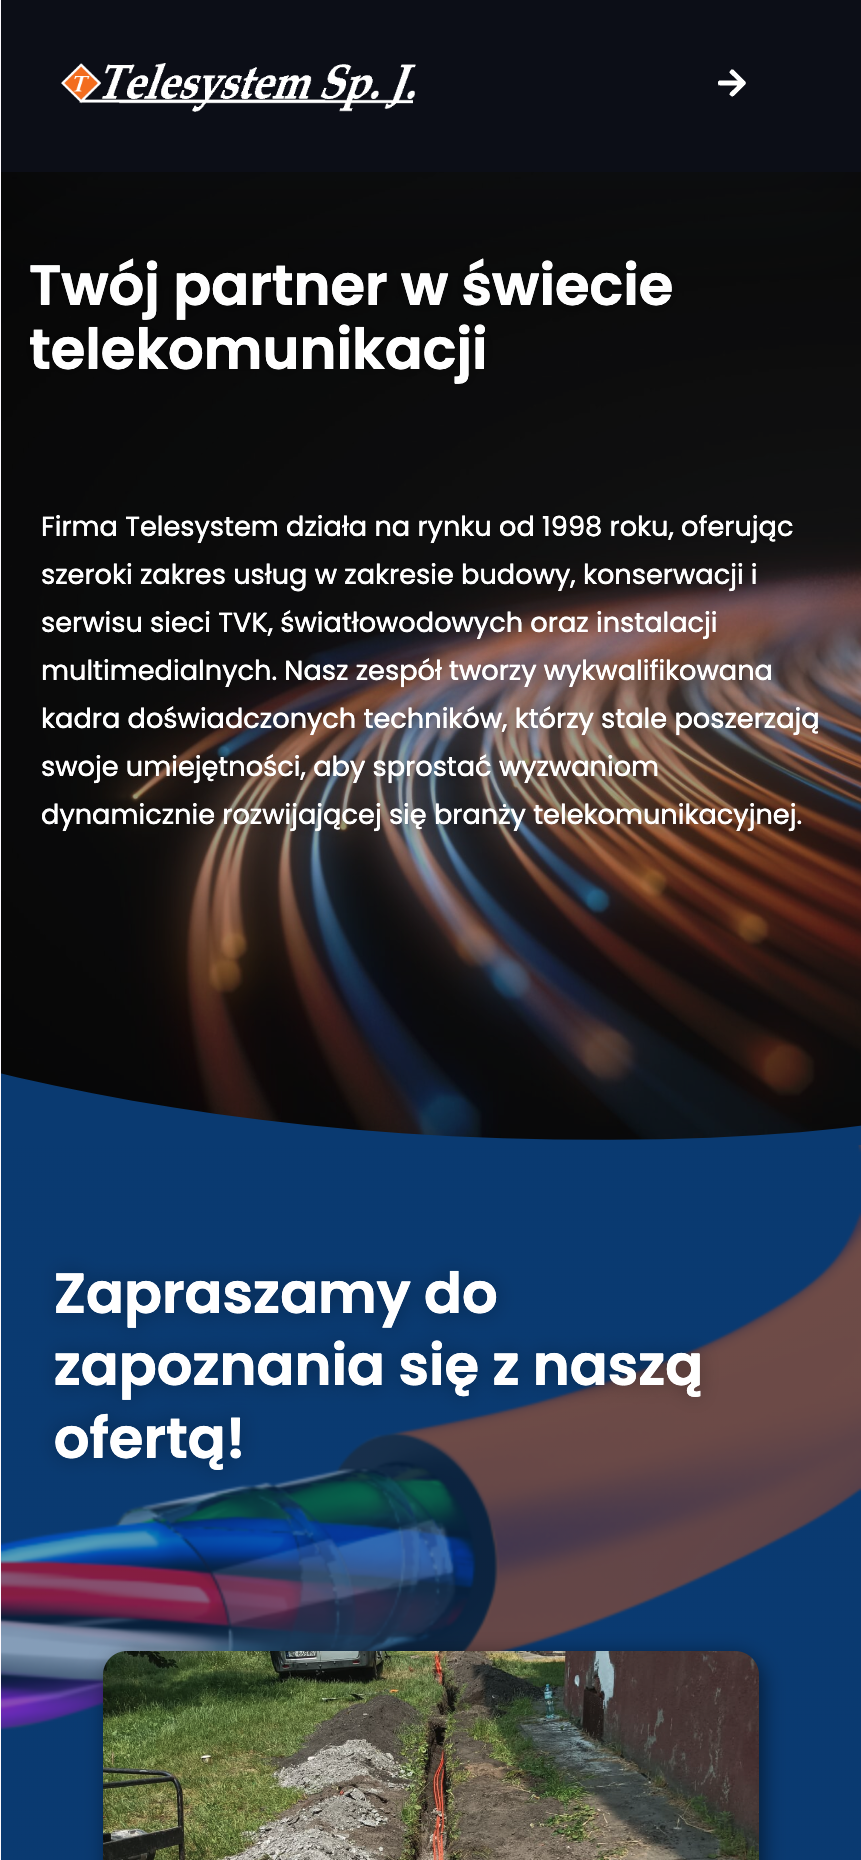 T Telesystem Sp. J.
Twój partner w świecie
telekomunikacji
Firma Telesystem działa na rynku od 1998 roku, oferując
szeroki zakres usług w zakresie budowy, konserwacji i
serwisu sieci TVK, światłowodowych oraz instalacji
multimedialnych. Nasz zespół tworzy wykwalifikowana
kadra doświadczonych techników, którzy stale poszerzają
swoje umiejętności, aby sprostać wyzwaniom
dynamicznie rozwijającej się branży telekomunikacyjnej.
Zapraszamy do
zapoznania się z naszą
ofertą!